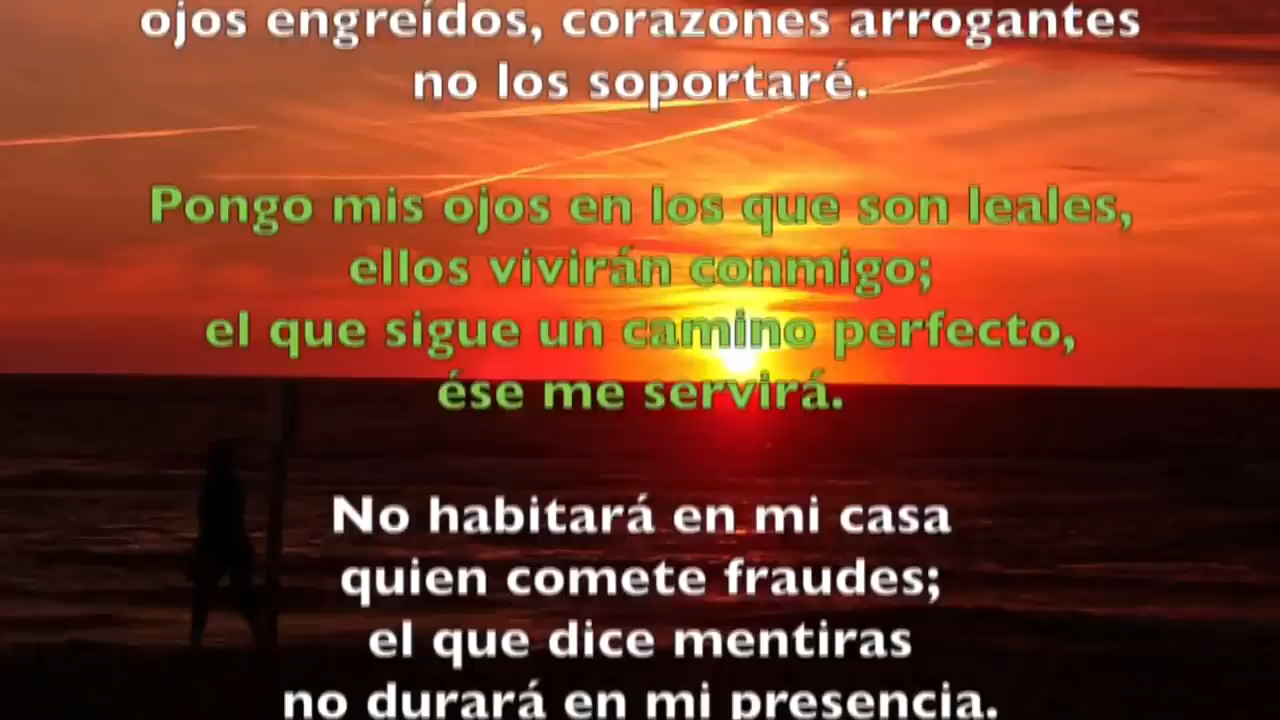 ojos engreídos, corazones arrogantes
no los soportaré.
Pongo mis ojos en los que son leales,
ellos vivirán conmigo;
el que sigue un camino perfecto,
ése me servirá.
No habitará en mi casa
quien comete fraudes;
el que dice mentiras
no durará en mi presencia.